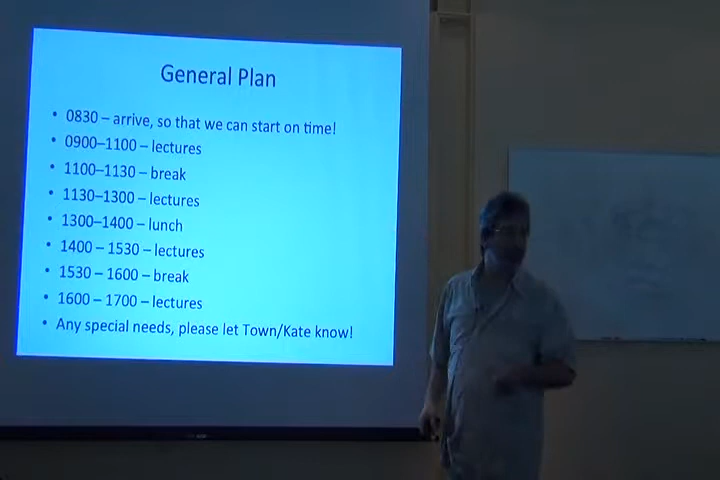 General Plan
• 0830 – arrive, so that we can start on time!
• 0900–1100 – lectures
• 1100–1130 – break
• 1130–1300 – lectures
• 1300–1400 – lunch
• 1400 – 1530 – lectures
• 1530 – 1600 – break
• 1600 – 1700 – lectures
• Any special needs, please let Town/Kate know!